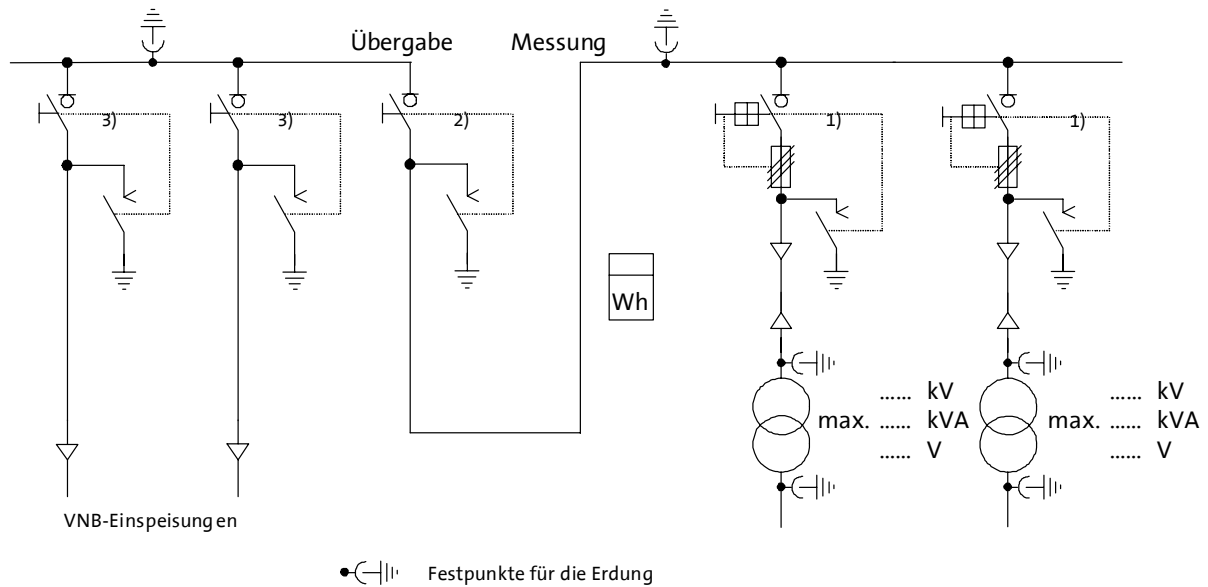 Übergabe
Messung
3)
3)
2)
1)
1)
Wh
...... kV
max. ...... kVA
...... V
...... kV
max. ...... kVA
...... V
VNB-Einspeisungen
Festpunkte für die Erdung